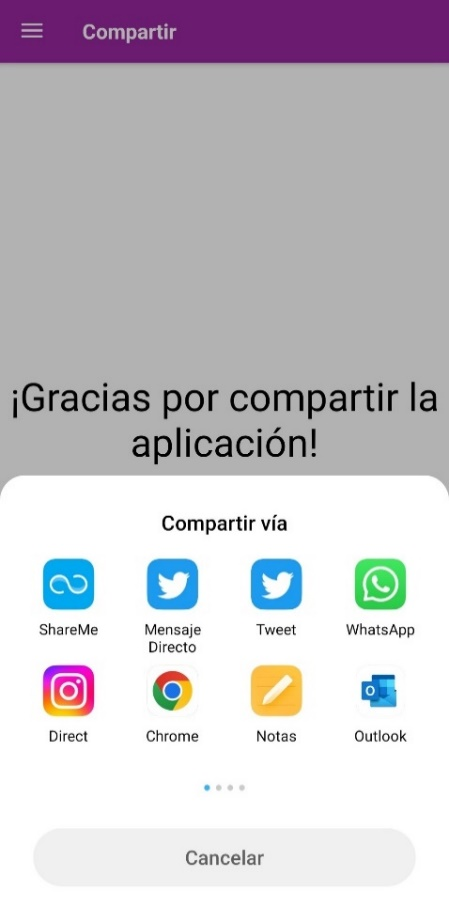 Compartir
¡Gracias por compartir la
aplicación!
Compartir vía
ShareMe
Mensaje
Directo
Tweet
WhatsApp
Direct
Chrome
Notas
Outlook
Cancelar